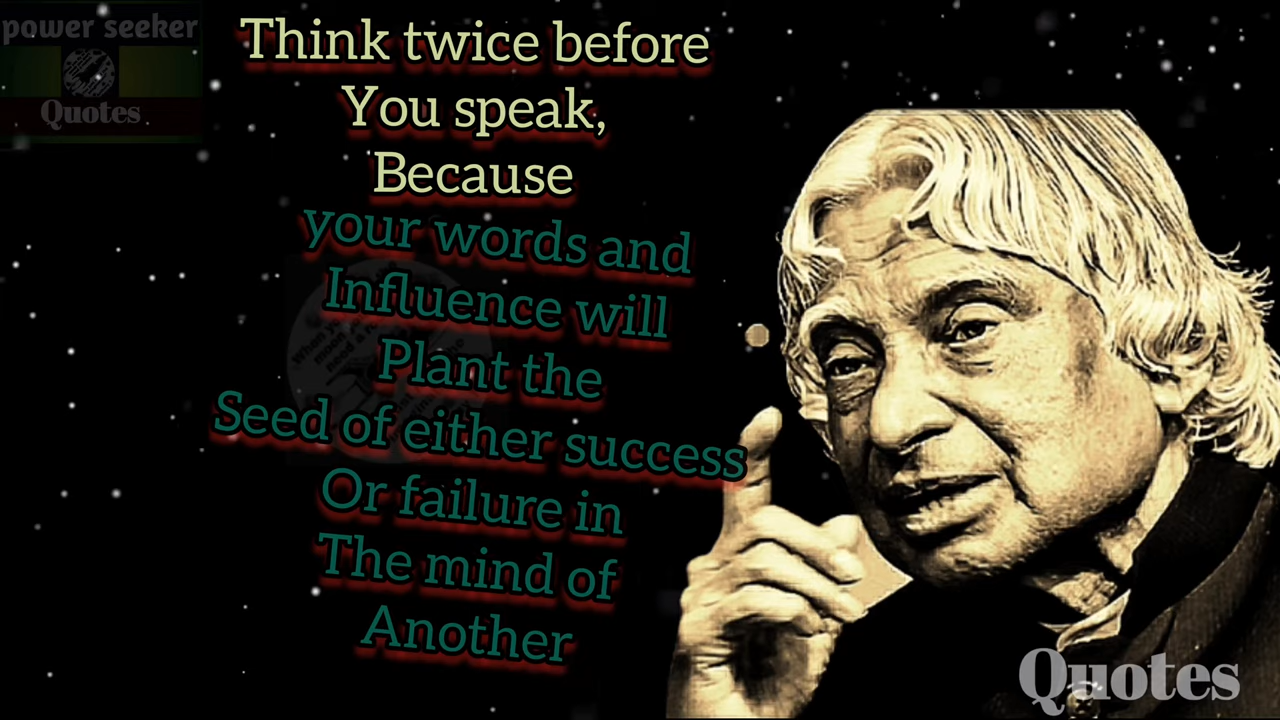 power seeker
Quotes
Think twice before
You speak,
Because
your words and
Influence will
Plant the
Seed of either success
Or failure in
The mind of
Another
Quotes